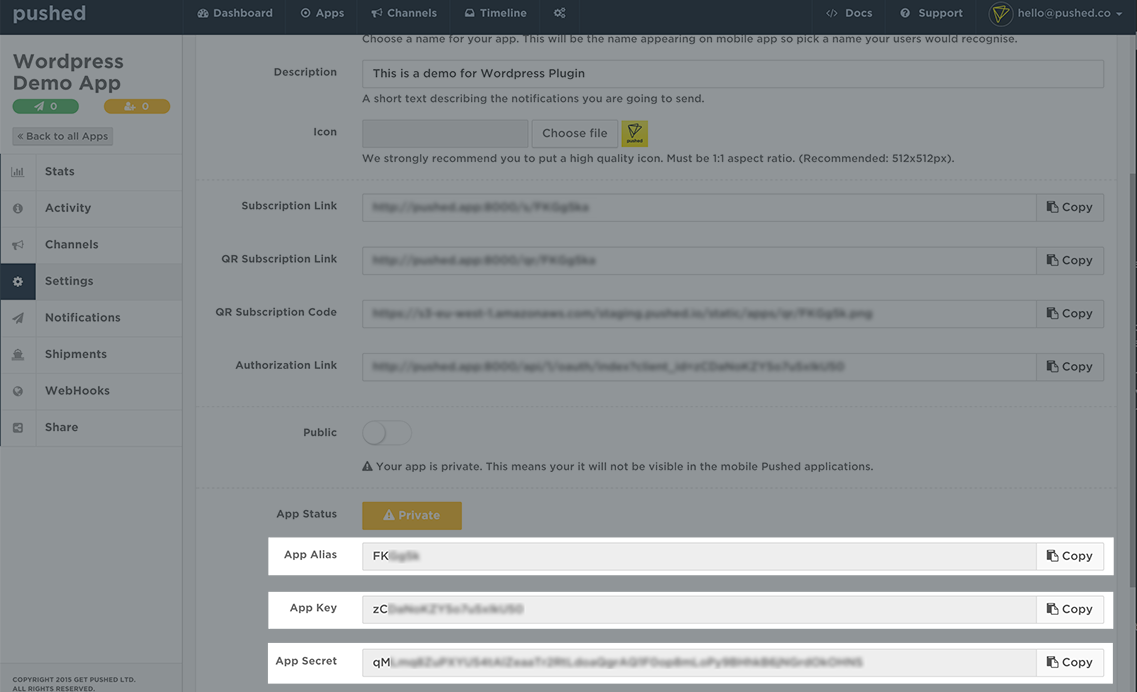 pushed
Dashboard Apps Channels Timeline Docs Support hello@pushed.co
Wordpress
Demo App
0 0
« Back to all Apps
Stats
Activity
Channels
Settings
Notifications
Shipments
WebHooks
Share
COPYRIGHT 2015 GET PUSHED LTD.
ALL RIGHTS RESERVED.
Choose a name for your app. This will be the name appearing on mobile app so pick a name your users would recognise.
Description This is a demo for Wordpress Plugin
A short text describing the notifications you are going to send.
Icon Choose file pushed
We strongly recommend you to put a high quality icon. Must be 1:1 aspect ratio. (Recommended: 512x512px).
Subscription Link Copy
QR Subscription Link Copy
QR Subscription Code Copy
Authorization Link Copy
Public
Your app is private. This means your it will not be visible in the mobile Pushed applications.
App Status Private
App Alias FK Copy
App Key zC Copy
App Secret qM Copy